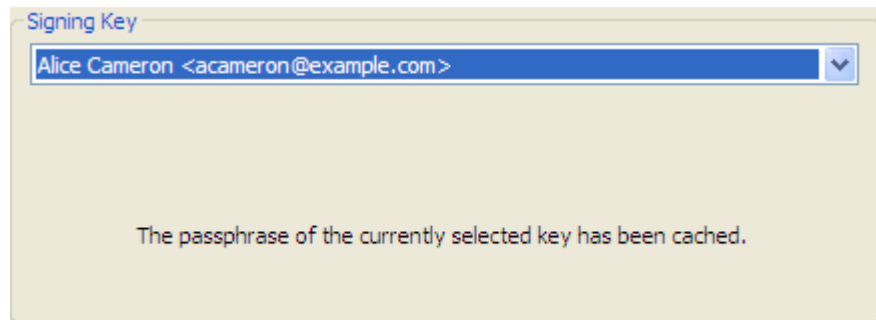 Signing Key
Alice Cameron <acameron@example.com>
The passphrase of the currently selected key has been cached.